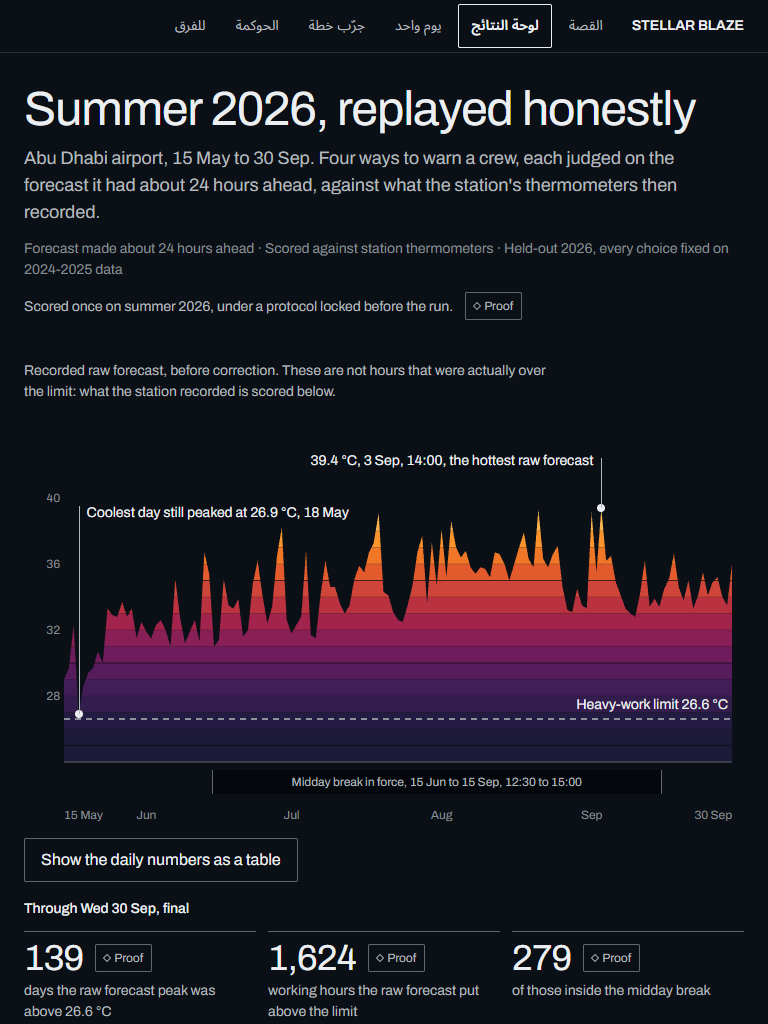 STELLAR BLAZE
القصة
لوحة النتائج
يوم واحد
جرّب خطة
الحوكمة
للفرق
Summer 2026, replayed honestly
Abu Dhabi airport, 15 May to 30 Sep. Four ways to warn a crew, each judged on the
forecast it had about 24 hours ahead, against what the station's thermometers then
recorded.
Forecast made about 24 hours ahead · Scored against station thermometers · Held-out 2026, every choice fixed on
2024-2025 data
Scored once on summer 2026, under a protocol locked before the run.
◇ Proof
Recorded raw forecast, before correction. These are not hours that were actually over
the limit: what the station recorded is scored below.
39.4 °C, 3 Sep, 14:00, the hottest raw forecast
Coolest day still peaked at 26.9 °C, 18 May
40
36
32
28
Heavy-work limit 26.6 °C
Midday break in force, 15 Jun to 15 Sep, 12:30 to 15:00
15 May
Jun
Jul
Aug
Sep
30 Sep
Show the daily numbers as a table
Through Wed 30 Sep, final
139
◇ Proof
days the raw forecast peak was
above 26.6 °C
1,624
◇ Proof
working hours the raw forecast put
above the limit
279
◇ Proof
of those inside the midday break